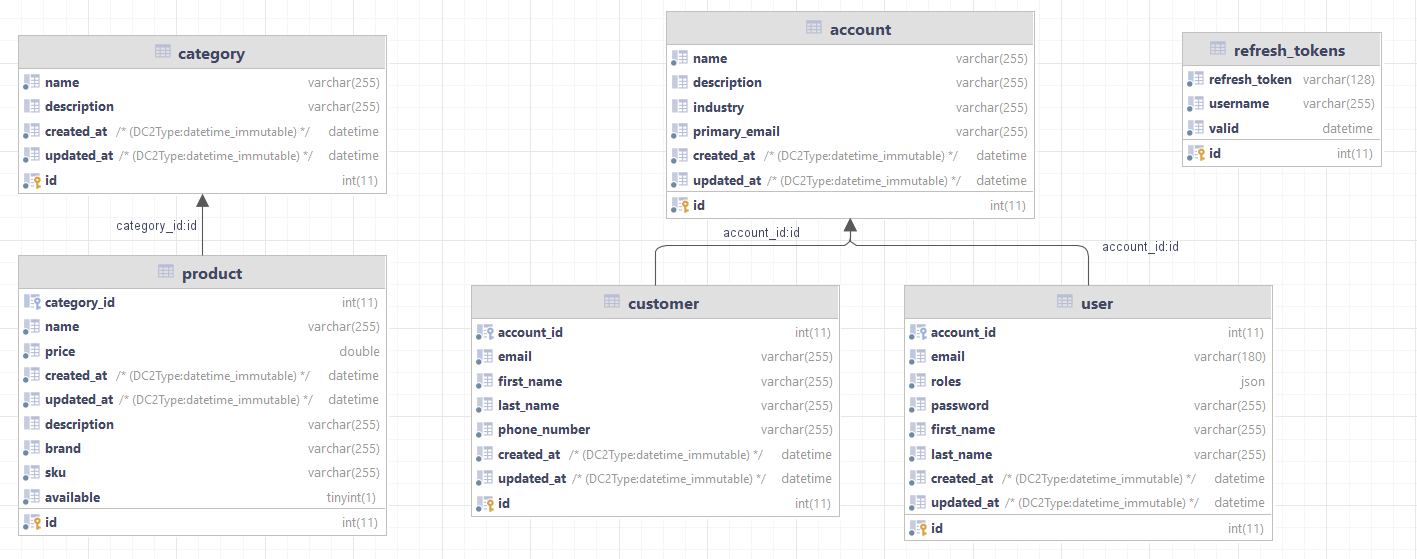 category
name varchar(255)
description varchar(255)
created_at /* (DC2Type:datetime_immutable) */ datetime
updated_at /* (DC2Type:datetime_immutable) */ datetime
id int(11)
category_id:id
product
category_id int(11)
name varchar(255)
price double
created_at /* (DC2Type:datetime_immutable) */ datetime
updated_at /* (DC2Type:datetime_immutable) */ datetime
description varchar(255)
brand varchar(255)
sku varchar(255)
available tinyint(1)
id int(11)
account
name varchar(255)
description varchar(255)
industry varchar(255)
primary_email varchar(255)
created_at /* (DC2Type:datetime_immutable) */ datetime
updated_at /* (DC2Type:datetime_immutable) */ datetime
id int(11)
account_id:id
account_id:id
customer
account_id int(11)
email varchar(255)
first_name varchar(255)
last_name varchar(255)
phone_number varchar(255)
created_at /* (DC2Type:datetime_immutable) */ datetime
updated_at /* (DC2Type:datetime_immutable) */ datetime
id int(11)
user
account_id int(11)
email varchar(180)
roles json
password varchar(255)
first_name varchar(255)
last_name varchar(255)
created_at /* (DC2Type:datetime_immutable) */ datetime
updated_at /* (DC2Type:datetime_immutable) */ datetime
id int(11)
refresh_tokens
refresh_token varchar(128)
username varchar(255)
valid datetime
id int(11)